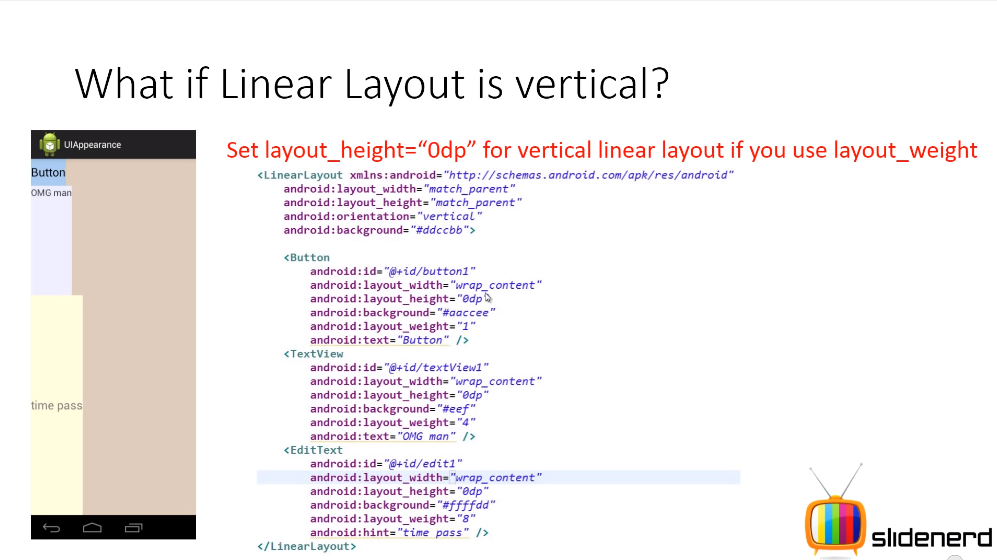 What if Linear Layout is vertical?
UIAppearance
Button
OMG man
time pass
Set layout_height=“0dp” for vertical linear layout if you use layout_weight
<LinearLayout xmlns:android="http://schemas.android.com/apk/res/android"
android:layout_width="match_parent"
android:layout_height="match_parent"
android:orientation="vertical"
android:background="#ddccbb">
<Button
android:id="@+id/button1"
android:layout_width="wrap_content"
android:layout_height="0dp"
android:background="#aaccee"
android:layout_weight="1"
android:text="Button" />
<TextView
android:id="@+id/textView1"
android:layout_width="wrap_content"
android:layout_height="0dp"
android:background="#eef"
android:layout_weight="4"
android:text="OMG man" />
<EditText
android:id="@+id/edit1"
android:layout_width="wrap_content"
android:layout_height="0dp"
android:background="#ffffdd"
android:layout_weight="8"
android:hint="time pass" />
</LinearLayout>
slidenerd